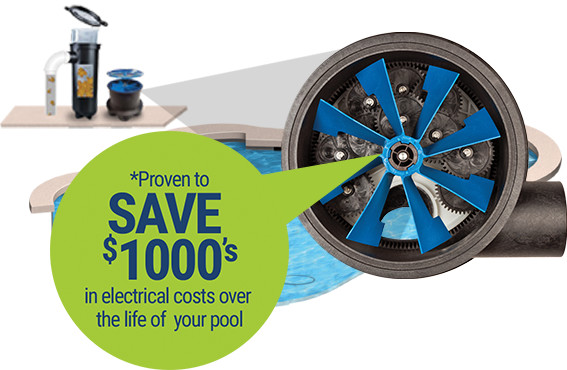 *Proven to
SAVE
$1000's
in electrical costs over
the life of your pool